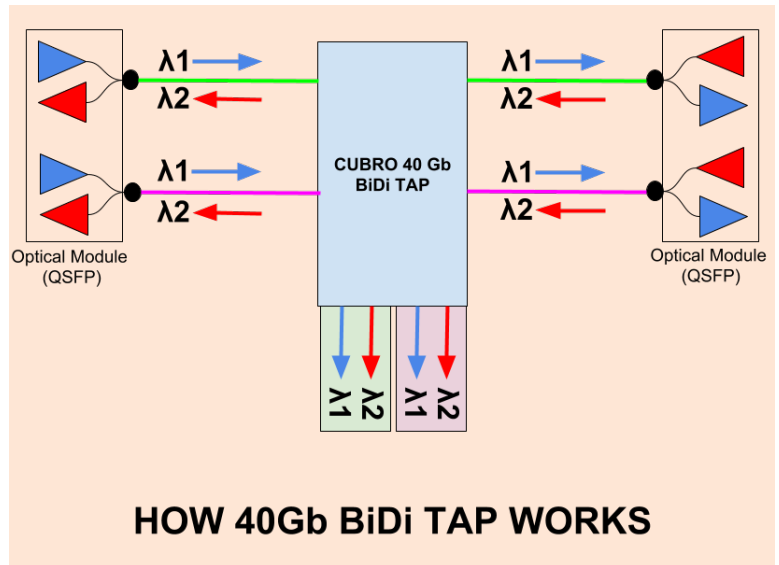 λ1
λ2
λ1
λ2
CUBRO 40 Gb
BiDi TAP
λ1
λ2
λ1
λ2
Optical Module
(QSFP)
Optical Module
(QSFP)
λ1 λ2 λ1 λ2
HOW 40Gb BiDi TAP WORKS